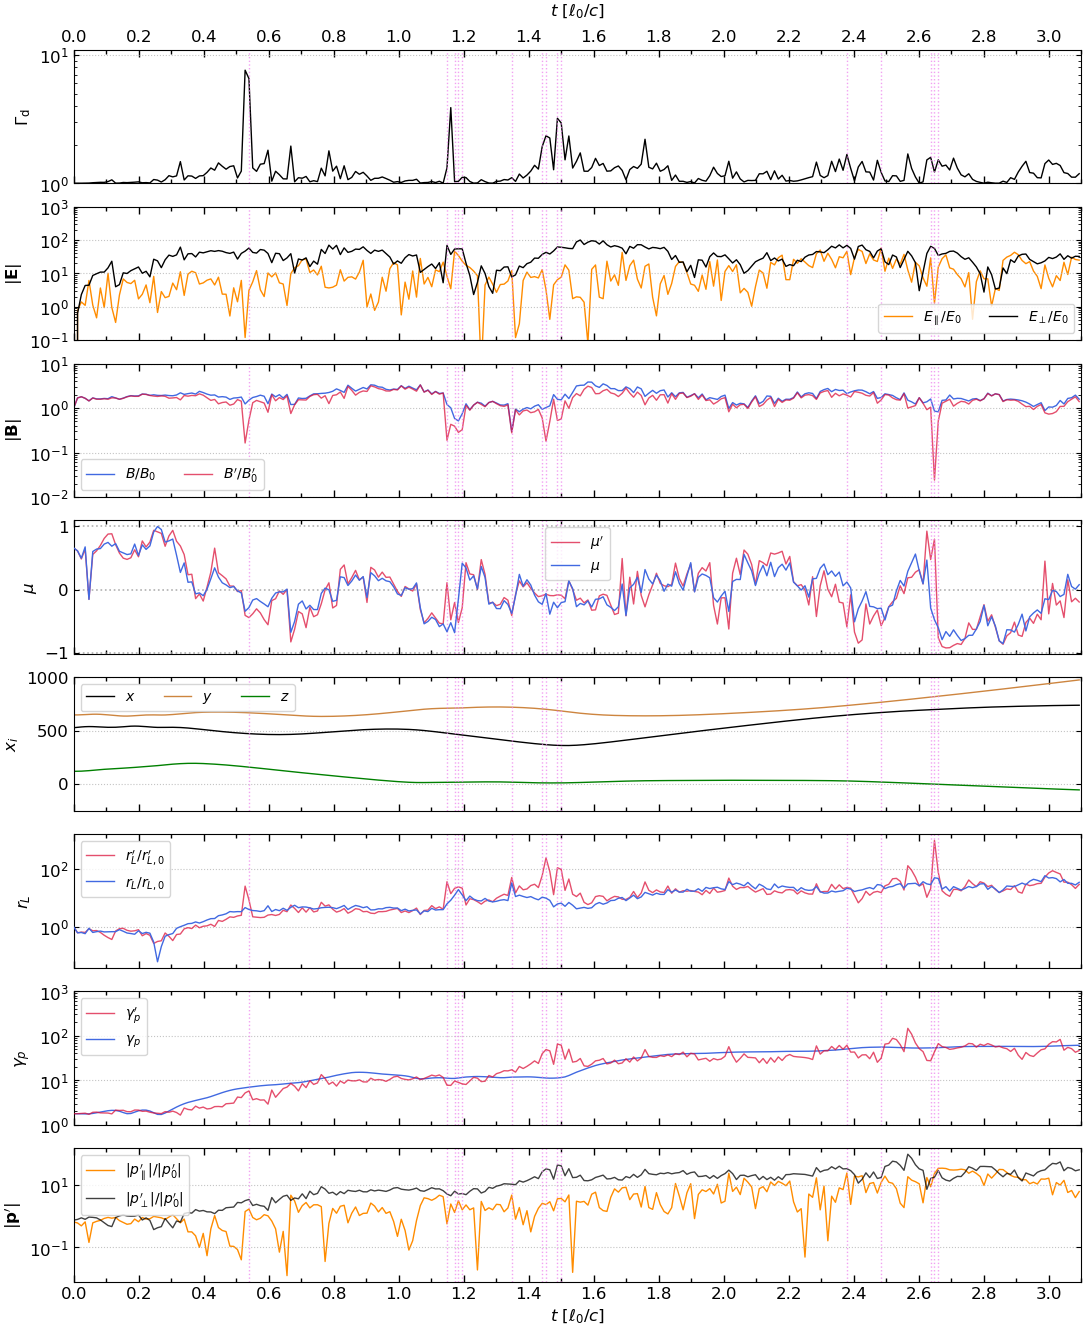 t [ℓ₀/c]
0.0 0.2 0.4 0.6 0.8 1.0 1.2 1.4 1.6 1.8 2.0 2.2 2.4 2.6 2.8 3.0
10¹
Γ_d
10⁰
10³
10²
|E|
10¹
10⁰
E_∥/E₀ E_⊥/E₀
10⁻¹
10¹
10⁰
|B|
10⁻¹
B/B₀ B′/B′₀
10⁻²
1
μ′
μ
μ
0
−1
1000
x y z
x_i
500
0
r′_L/r′_{L,0}
r_L/r_{L,0}
10²
r_L
10⁰
10³
γ′_p
γ_p
10²
γ_p
10¹
10⁰
|p′_∥|/|p′₀|
|p′_⊥|/|p′₀|
10¹
|p′|
10⁻¹
0.0 0.2 0.4 0.6 0.8 1.0 1.2 1.4 1.6 1.8 2.0 2.2 2.4 2.6 2.8 3.0
t [ℓ₀/c]